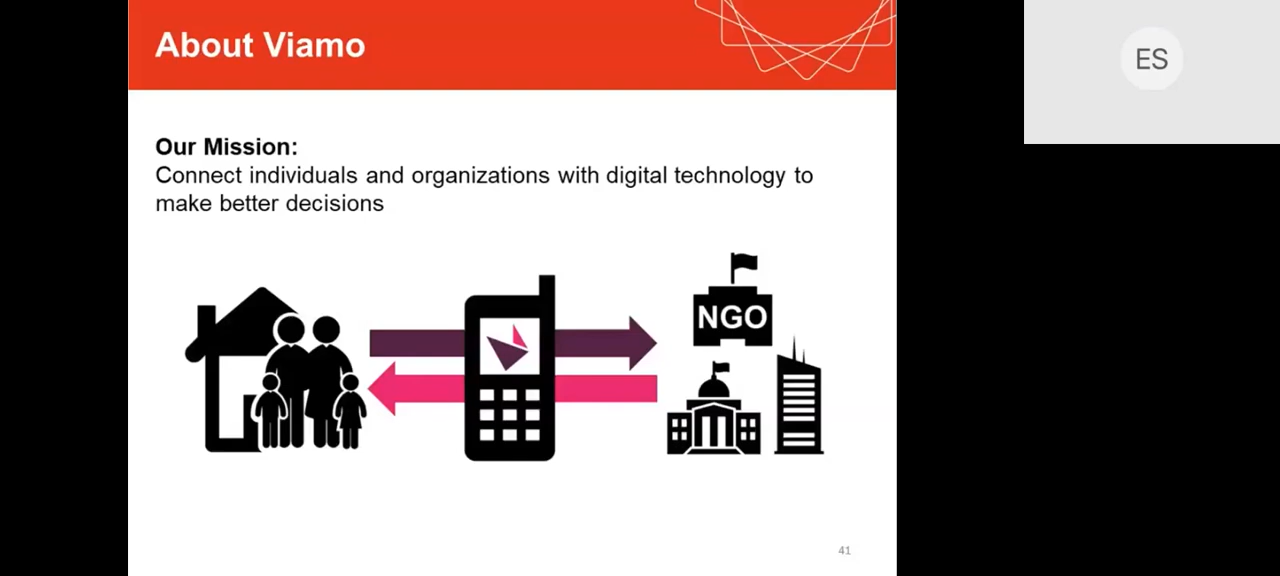 About Viamo
ES
Our Mission:
Connect individuals and organizations with digital technology to
make better decisions
NGO
41